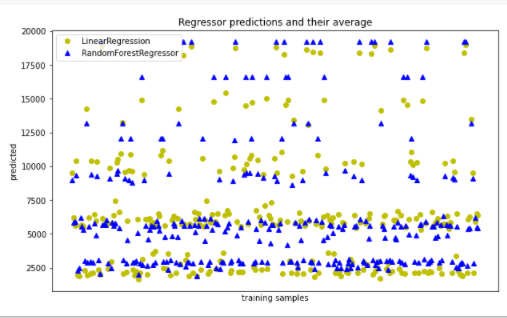 Regressor predictions and their average
20000
LinearRegression
RandomForestRegressor
17500
15000
12500
10000
7500
5000
2500
predicted
training samples